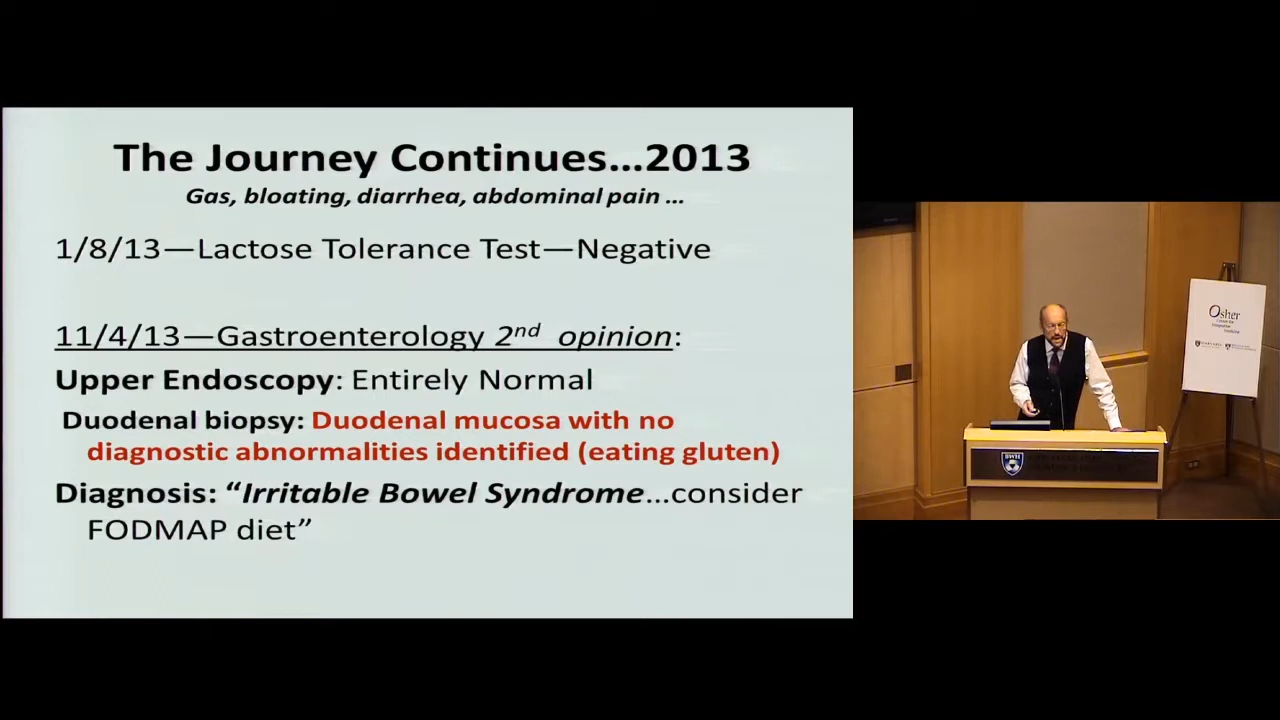 The Journey Continues...2013
Gas, bloating, diarrhea, abdominal pain ...
1/8/13—Lactose Tolerance Test—Negative
11/4/13—Gastroenterology 2nd opinion:
Upper Endoscopy: Entirely Normal
Duodenal biopsy: Duodenal mucosa with no
diagnostic abnormalities identified (eating gluten)
Diagnosis: “Irritable Bowel Syndrome...consider
FODMAP diet”
Osher
BWH